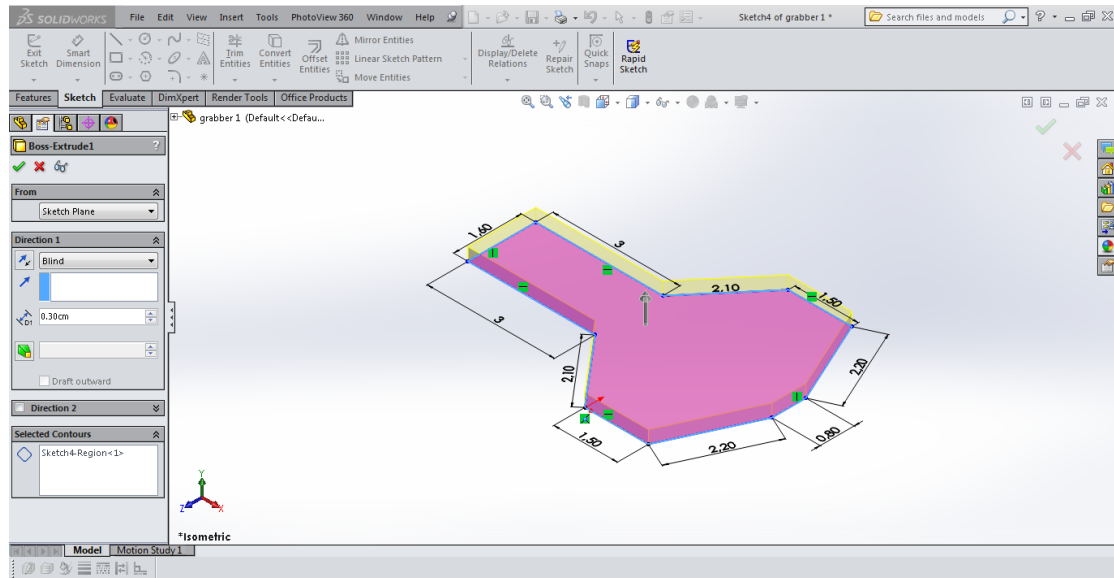 SOLIDWORKS File Edit View Insert Tools PhotoView 360 Window Help Sketch4 of grabber 1 * Search files and models
Exit Sketch
Smart Dimension
Trim Entities
Convert Entities
Offset Entities
Mirror Entities
Linear Sketch Pattern
Move Entities
Display/Delete Relations
Repair Sketch
Quick Snaps
Rapid Sketch
Features Sketch Evaluate DimXpert Render Tools Office Products
grabber 1 (Default<<Defau...
Boss-Extrude1 ?
From
Sketch Plane
Direction 1
Blind
D1 0.30cm
Draft outward
Direction 2
Selected Contours
Sketch4-Region<1>
1,60
3
2,10
1,50
3
2,10
2,20
1,50
2,20
0,80
Y
Z X
*Isometric
Model Motion Study 1